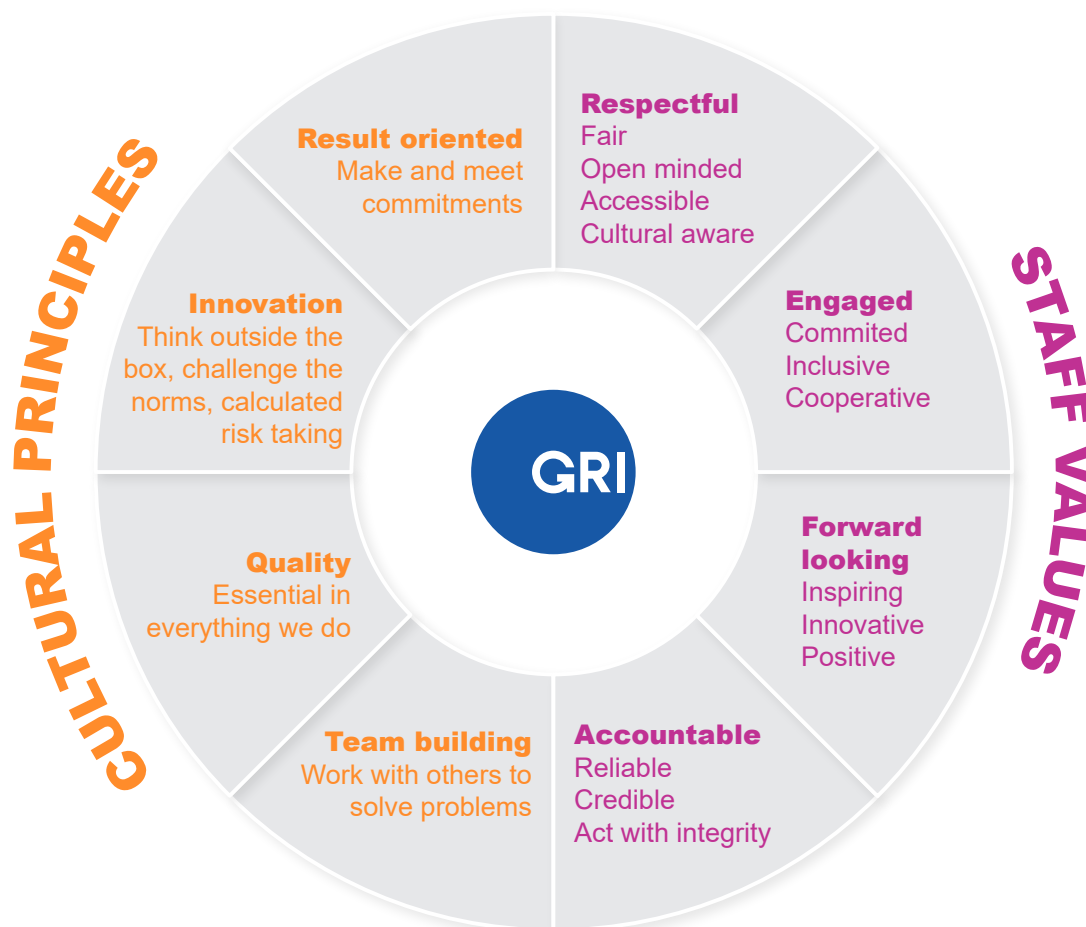 CULTURAL PRINCIPLES
Result oriented
Make and meet
commitments
Innovation
Think outside the
box, challenge the
norms, calculated
risk taking
Quality
Essential in
everything we do
Team building
Work with others to
solve problems
GRI
STAFF VALUES
Respectful
Fair
Open minded
Accessible
Cultural aware
Engaged
Commited
Inclusive
Cooperative
Forward
looking
Inspiring
Innovative
Positive
Accountable
Reliable
Credible
Act with integrity